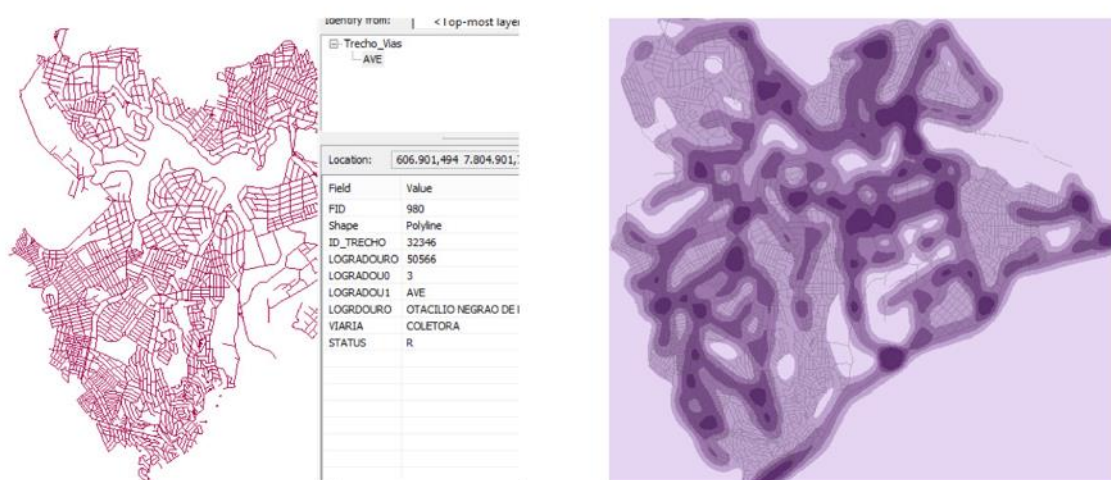 Identify from: <Top-most layer
Trecho_Vias
AVE
Location: 606.901,494 7.804.901,
Field Value
FID 980
Shape Polyline
ID_TRECHO 32346
LOGRADOURO 50566
LOGRADOU0 3
LOGRADOU1 AVE
LOGRDOURO OTACILIO NEGRAO DE
VIARIA COLETORA
STATUS R